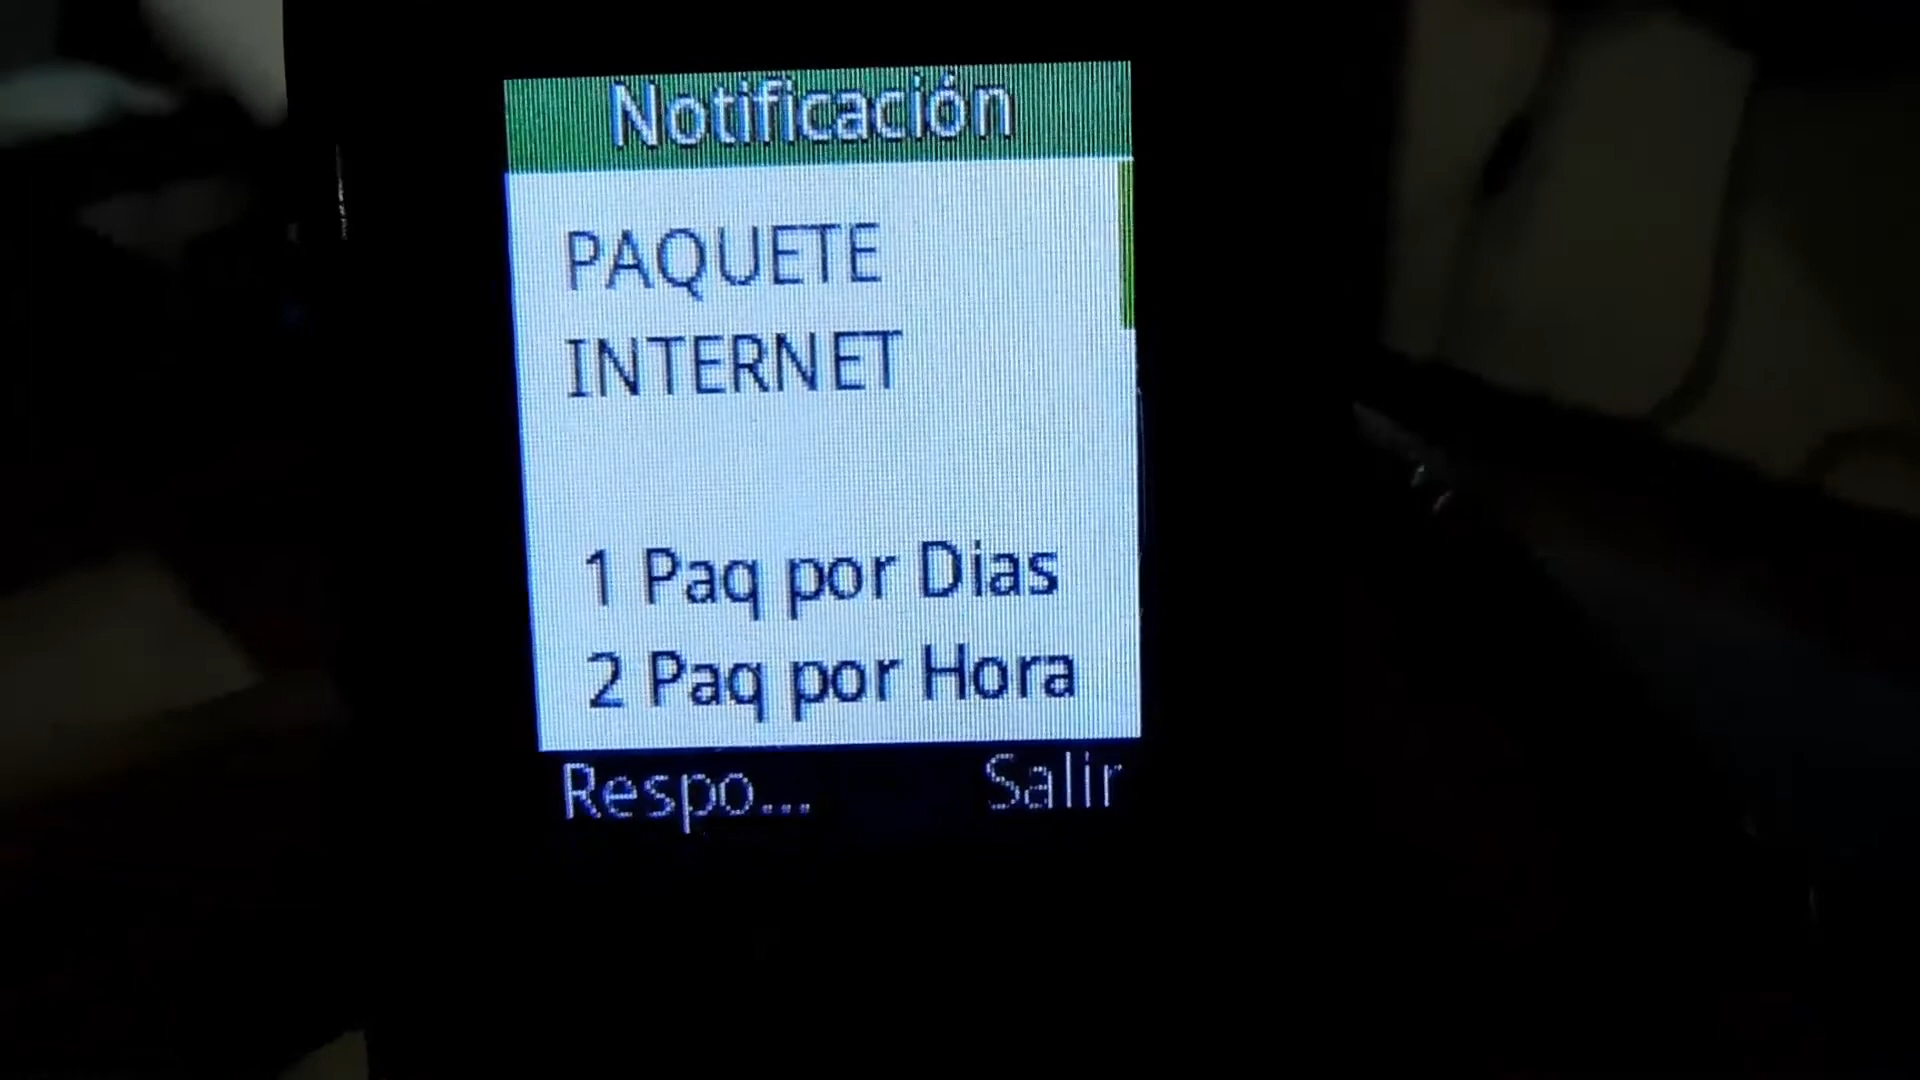 Notificación
PAQUETE
INTERNET
1 Paq por Dias
2 Paq por Hora
Respo... Salir